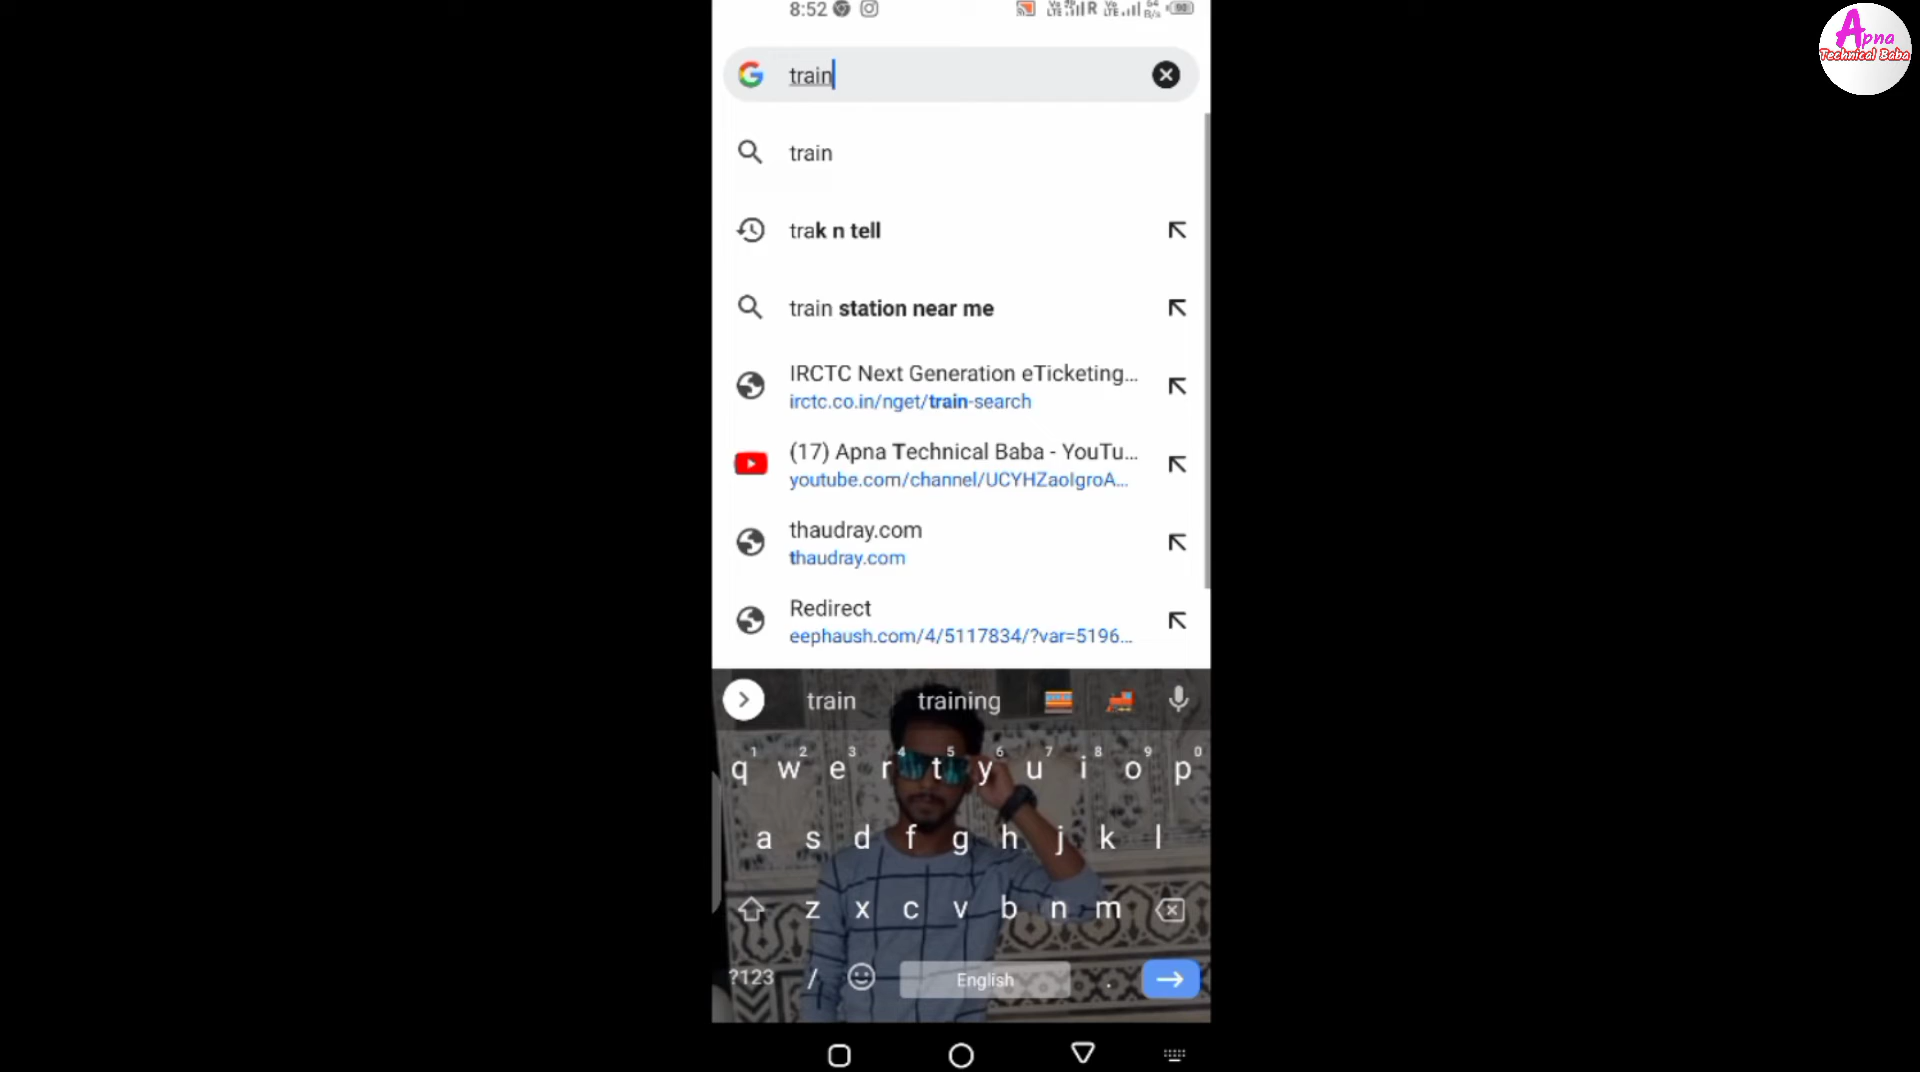 8:52
Apna
Technical Baba
train
train
trak n tell
train station near me
IRCTC Next Generation eTicketing...
irctc.co.in/nget/train-search
(17) Apna Technical Baba - YouTu...
youtube.com/channel/UCYHZaoIgroA...
thaudray.com
thaudray.com
Redirect
eephaush.com/4/5117834/?var=5196...
train training
1 2 3 4 5 6 7 8 9 0
q w e r t y u i o p
a s d f g h j k l
z x c v b n m
?123 / English .